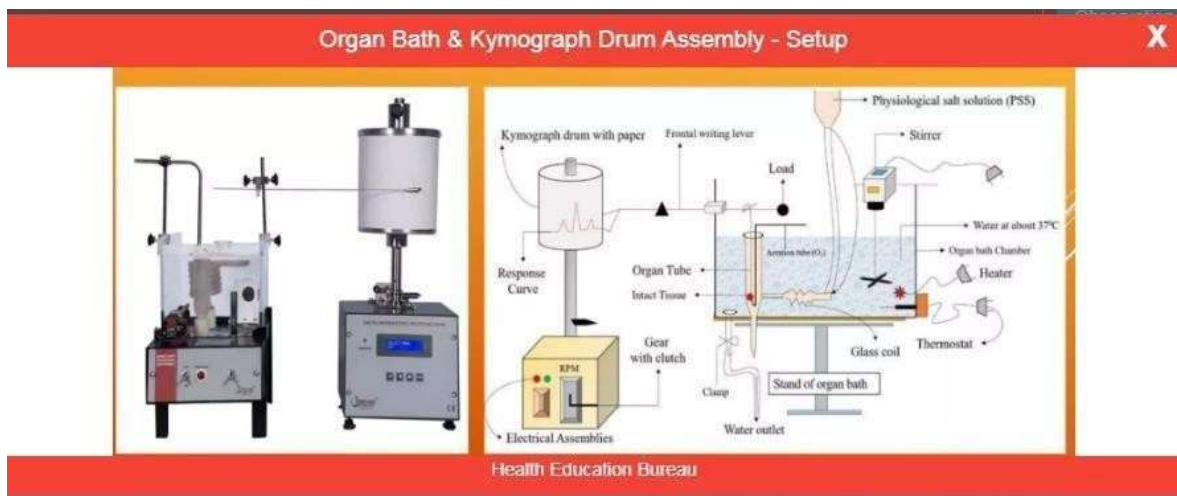 Organ Bath & Kymograph Drum Assembly - Setup
X
Physiological salt solution (PSS)
Kymograph drum with paper
Frontal writing lever
Stirrer
Load
Water at about 37°C
Aeration tube (O₂)
Organ bath Chamber
Organ Tube
Response
Curve
Heater
Intact Tissue
Gear
with clutch
Glass coil
Thermostat
RPM
Clamp
Stand of organ bath
Water outlet
Electrical Assemblies
Health Education Bureau